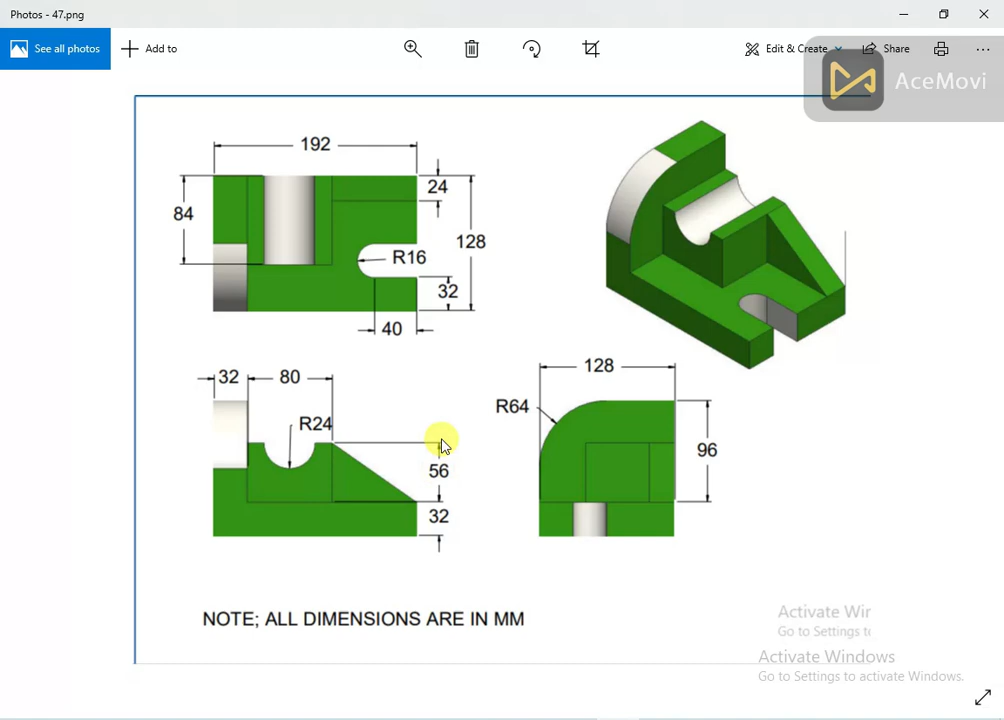 Photos - 47.png
See all photos
Add to
Edit & Create
Share
AceMovi
192
24
84
128
R16
32
40
32
80
R24
56
32
128
R64
96
NOTE; ALL DIMENSIONS ARE IN MM
Activate Wir
Go to Settings t
Activate Windows
Go to Settings to activate Windows.